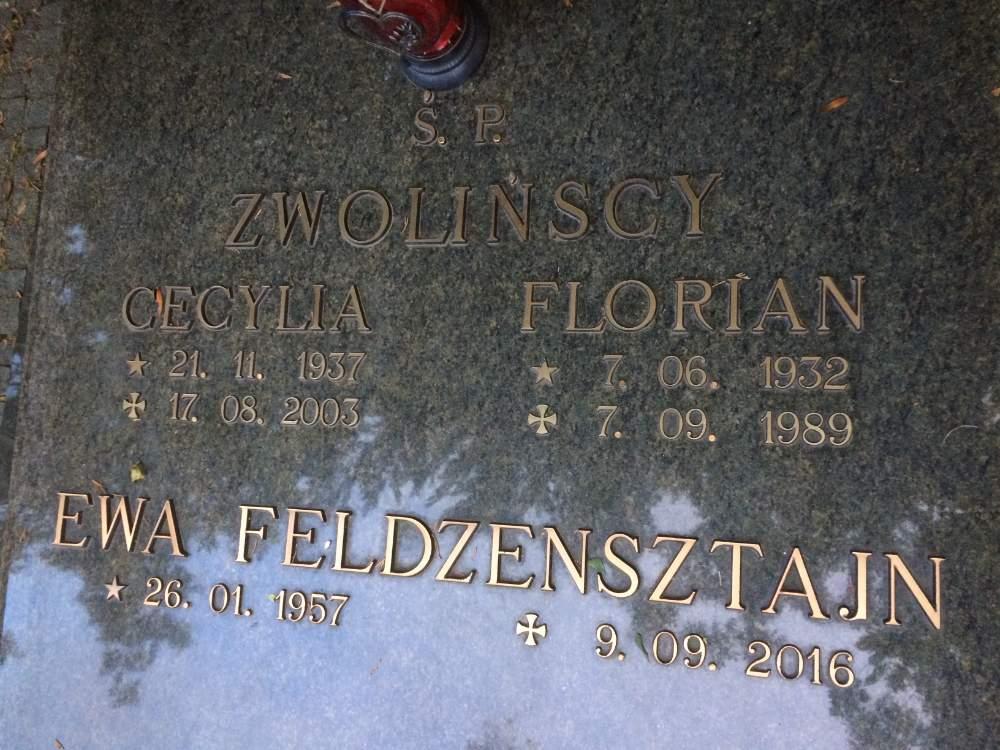 Ś. P.
ZWOLIŃSCY
CECYLIA FLORIAN
★ 21. 11. 1937 ★ 7. 06. 1932
✠ 17. 08. 2003 ✠ 7. 09. 1989
EWA FELDZENSZTAJN
★ 26. 01. 1957 ✠ 9. 09. 2016